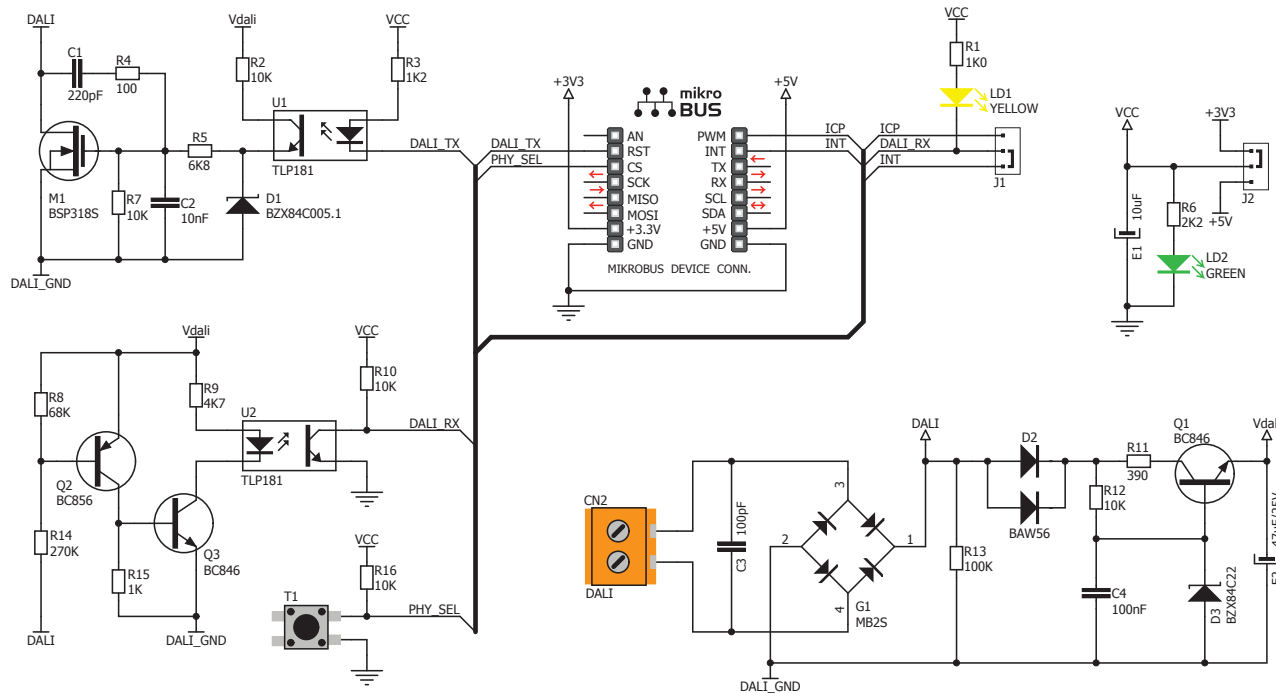 DALI
C1
220pF
R4
100
M1
BSP318S
R7
10K
C2
10nF
R5
6K8
D1
BZX84C005.1
DALI_GND
Vdali
R2
10K
U1
TLP181
VCC
R3
1K2
DALI_TX
DALI_TX
PHY_SEL
+3V3
mikro
BUS
+5V
AN
RST
CS
SCK
MISO
MOSI
+3.3V
GND
PWM
INT
TX
RX
SCL
SDA
+5V
GND
MIKROBUS DEVICE CONN.
ICP
INT
ICP
DALI_RX
INT
VCC
R1
1K0
LD1
YELLOW
J1
VCC
+3V3
J2
+5V
E1
10uF
R6
2K2
LD2
GREEN
Vdali
R8
68K
R9
4K7
Q2
BC856
R14
270K
R15
1K
Q3
BC846
DALI
DALI_GND
U2
TLP181
VCC
R10
10K
DALI_RX
VCC
R16
10K
T1
PHY_SEL
CN2
DALI
C3
100pF
3
2
1
4
G1
MB2S
DALI
DALI_GND
R13
100K
D2
BAW56
R11
390
R12
10K
C4
100nF
Q1
BC846
D3
BZX84C22